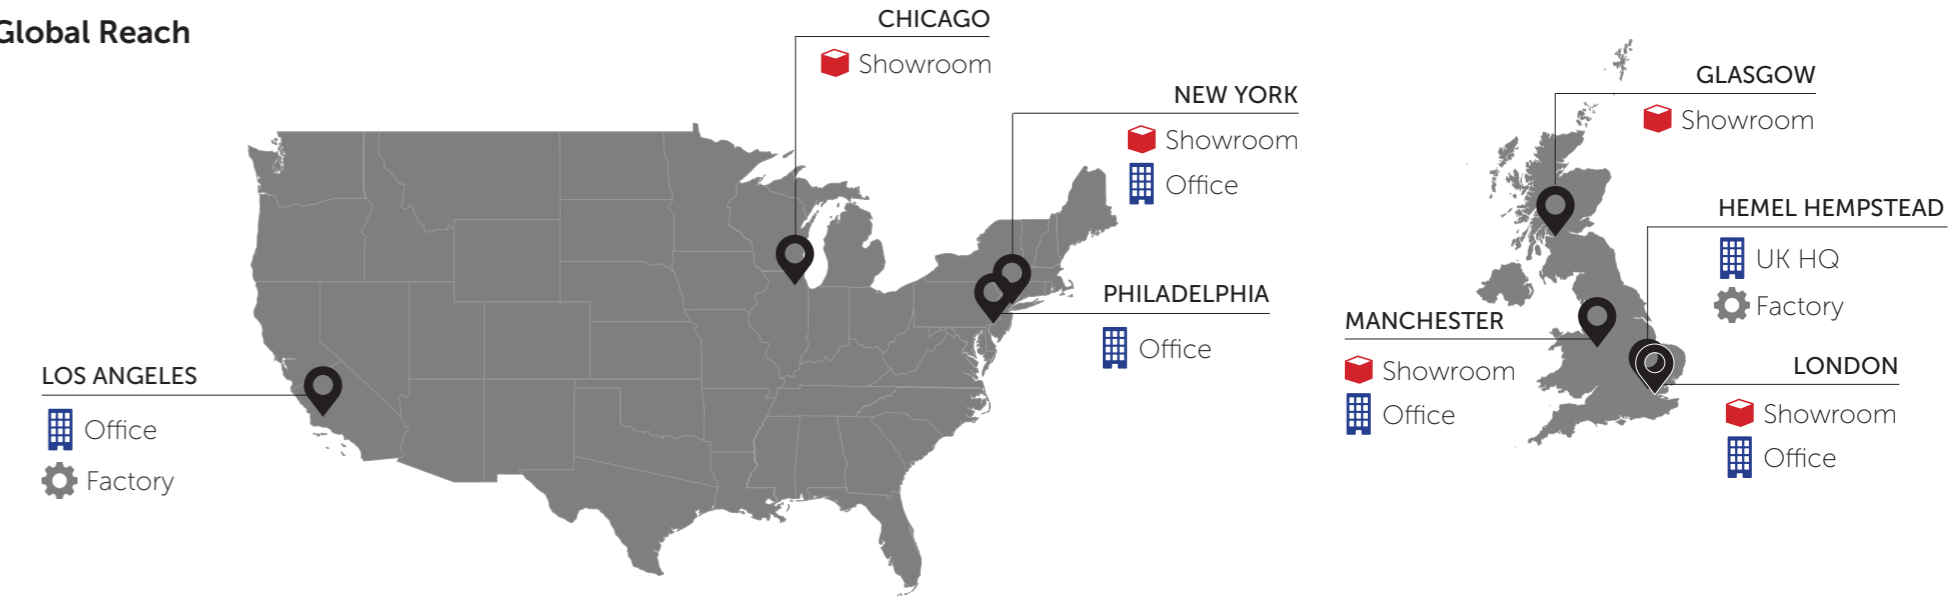 Global Reach
CHICAGO
Showroom
NEW YORK
Showroom
Office
PHILADELPHIA
Office
LOS ANGELES
Office
Factory
GLASGOW
Showroom
HEMEL HEMPSTEAD
UK HQ
Factory
MANCHESTER
Showroom
Office
LONDON
Showroom
Office